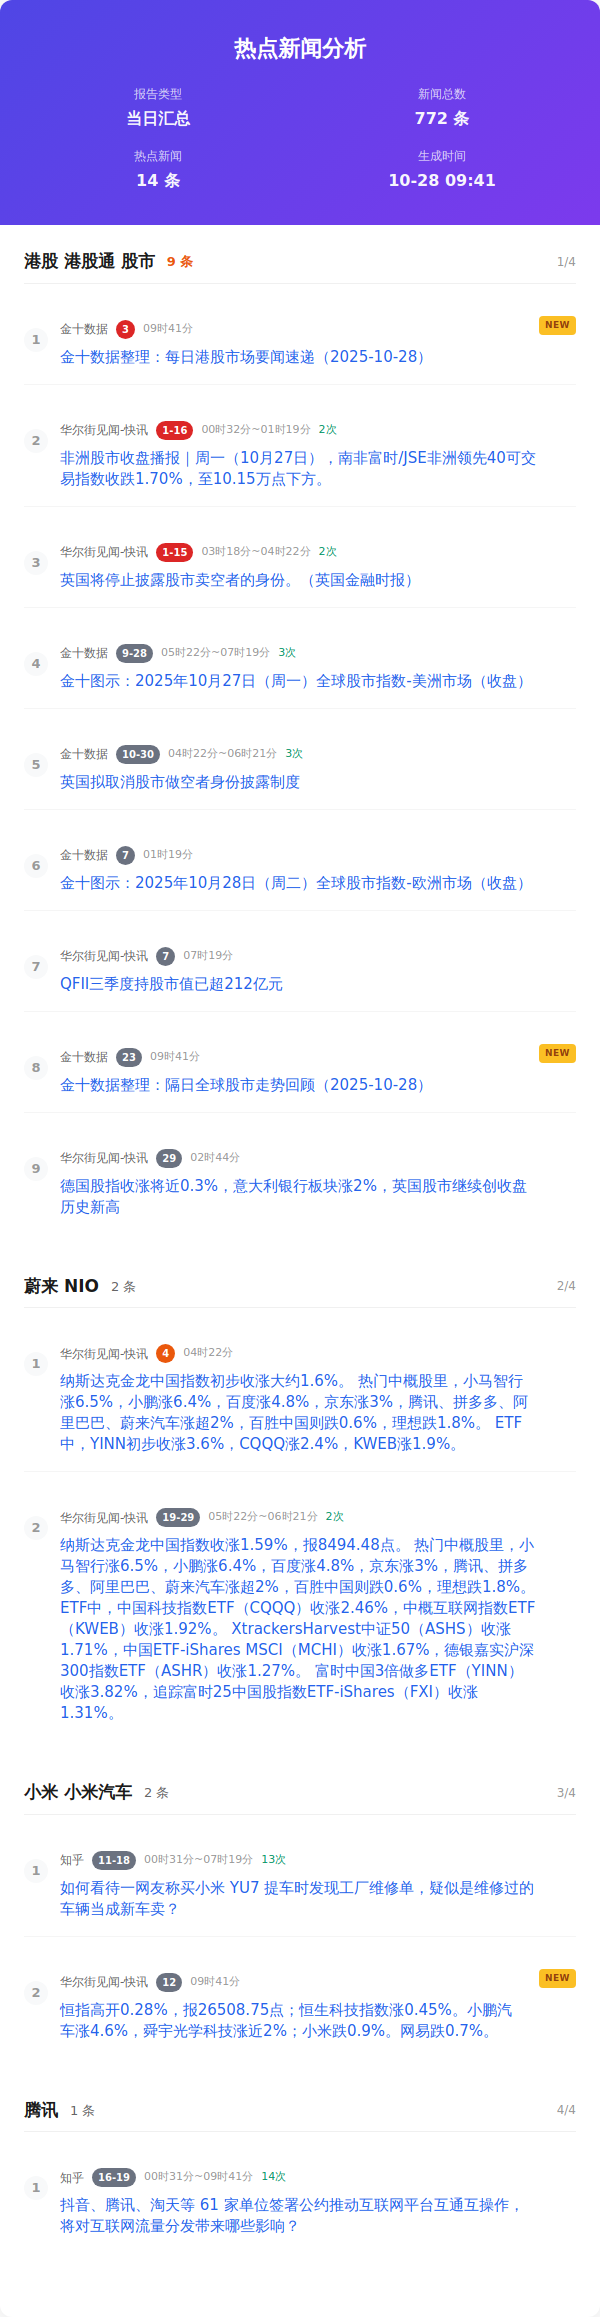 热点新闻分析
报告类型
新闻总数
当日汇总
772 条
热点新闻
生成时间
14 条
10-28 09:41
港股 港股通 股市 9 条 1/4
1
金十数据 3 09时41分 NEW
金十数据整理：每日港股市场要闻速递（2025-10-28）
2
华尔街见闻-快讯 1-16 00时32分~01时19分 2次
非洲股市收盘播报｜周一（10月27日），南非富时/JSE非洲领先40可交
易指数收跌1.70%，至10.15万点下方。
3
华尔街见闻-快讯 1-15 03时18分~04时22分 2次
英国将停止披露股市卖空者的身份。（英国金融时报）
4
金十数据 9-28 05时22分~07时19分 3次
金十图示：2025年10月27日（周一）全球股市指数-美洲市场（收盘）
5
金十数据 10-30 04时22分~06时21分 3次
英国拟取消股市做空者身份披露制度
6
金十数据 7 01时19分
金十图示：2025年10月28日（周二）全球股市指数-欧洲市场（收盘）
7
华尔街见闻-快讯 7 07时19分
QFII三季度持股市值已超212亿元
8
金十数据 23 09时41分 NEW
金十数据整理：隔日全球股市走势回顾（2025-10-28）
9
华尔街见闻-快讯 29 02时44分
德国股指收涨将近0.3%，意大利银行板块涨2%，英国股市继续创收盘
历史新高
蔚来 NIO 2 条 2/4
1
华尔街见闻-快讯 4 04时22分
纳斯达克金龙中国指数初步收涨大约1.6%。 热门中概股里，小马智行
涨6.5%，小鹏涨6.4%，百度涨4.8%，京东涨3%，腾讯、拼多多、阿
里巴巴、蔚来汽车涨超2%，百胜中国则跌0.6%，理想跌1.8%。 ETF
中，YINN初步收涨3.6%，CQQQ涨2.4%，KWEB涨1.9%。
2
华尔街见闻-快讯 19-29 05时22分~06时21分 2次
纳斯达克金龙中国指数收涨1.59%，报8494.48点。 热门中概股里，小
马智行涨6.5%，小鹏涨6.4%，百度涨4.8%，京东涨3%，腾讯、拼多
多、阿里巴巴、蔚来汽车涨超2%，百胜中国则跌0.6%，理想跌1.8%。
ETF中，中国科技指数ETF（CQQQ）收涨2.46%，中概互联网指数ETF
（KWEB）收涨1.92%。 XtrackersHarvest中证50（ASHS）收涨
1.71%，中国ETF-iShares MSCI（MCHI）收涨1.67%，德银嘉实沪深
300指数ETF（ASHR）收涨1.27%。 富时中国3倍做多ETF（YINN）
收涨3.82%，追踪富时25中国股指数ETF-iShares（FXI）收涨
1.31%。
小米 小米汽车 2 条 3/4
1
知乎 11-18 00时31分~07时19分 13次
如何看待一网友称买小米 YU7 提车时发现工厂维修单，疑似是维修过的
车辆当成新车卖？
2
华尔街见闻-快讯 12 09时41分 NEW
恒指高开0.28%，报26508.75点；恒生科技指数涨0.45%。小鹏汽
车涨4.6%，舜宇光学科技涨近2%；小米跌0.9%。网易跌0.7%。
腾讯 1 条 4/4
1
知乎 16-19 00时31分~09时41分 14次
抖音、腾讯、淘天等 61 家单位签署公约推动互联网平台互通互操作，
将对互联网流量分发带来哪些影响？